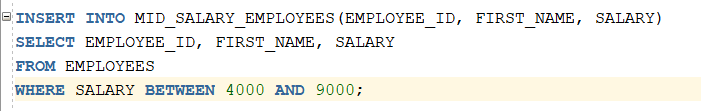 INSERT INTO MID_SALARY_EMPLOYEES(EMPLOYEE_ID, FIRST_NAME, SALARY)
SELECT EMPLOYEE_ID, FIRST_NAME, SALARY
FROM EMPLOYEES
WHERE SALARY BETWEEN 4000 AND 9000;